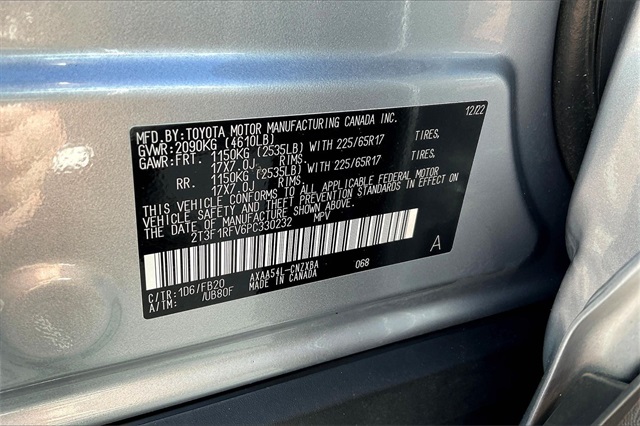 MFD.BY:TOYOTA MOTOR MANUFACTURING CANADA INC. 12/22
GVWR:2090KG (4610LB)
GAWR:FRT. 1150KG (2535LB) WITH 225/65R17 TIRES.
17X7.0J RIMS.
RR. 1150KG (2535LB) WITH 225/65R17 TIRES.
17X7.0J RIMS.
THIS VEHICLE CONFORMS TO ALL APPLICABLE FEDERAL MOTOR
VEHICLE SAFETY AND THEFT PREVENTION STANDARDS IN EFFECT ON
THE DATE OF MANUFACTURE SHOWN ABOVE.
2T3F1RFV6PC330232 MPV
A
C/TR:1D6/FB20 AXAA54L-CNZXBA 068
A/TM: /UB80F MADE IN CANADA